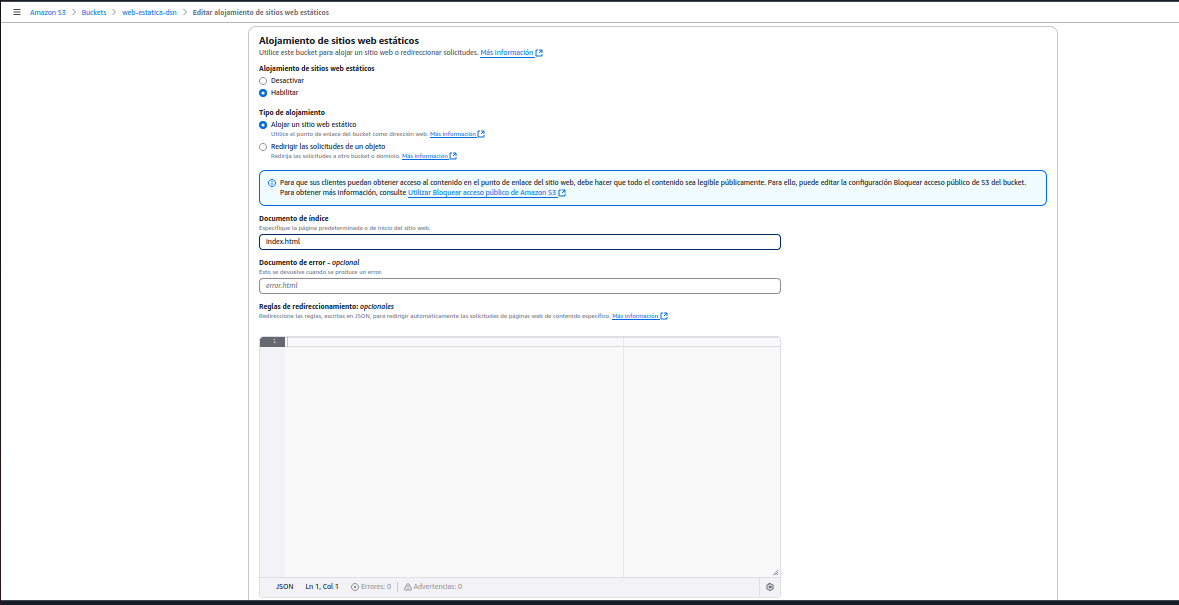 Amazon S3 > Buckets > web-estatica-dsn > Editar alojamiento de sitios web estáticos
Alojamiento de sitios web estáticos
Utilice este bucket para alojar un sitio web o redireccionar solicitudes. Más información
Alojamiento de sitios web estáticos
Desactivar
Habilitar
Tipo de alojamiento
Alojar un sitio web estático
Utilice el punto de enlace del bucket como dirección web. Más información
Redirigir las solicitudes de un objeto
Redirija las solicitudes a otro bucket o dominio. Más información
Para que sus clientes puedan obtener acceso al contenido en el punto de enlace del sitio web, debe hacer que todo el contenido sea legible públicamente. Para ello, puede editar la configuración Bloquear acceso público de S3 del bucket.
Para obtener más información, consulte Utilizar Bloquear acceso público de Amazon S3
Documento de índice
Especifique la página predeterminada o de inicio del sitio web.
index.html
Documento de error - opcional
Esto se devuelve cuando se produce un error.
error.html
Reglas de redireccionamiento: opcionales
Redireccione las reglas, escritas en JSON, para redirigir automáticamente las solicitudes de páginas web de contenido específico. Más información
1
JSON Ln 1, Col 1 Errores: 0 Advertencias: 0